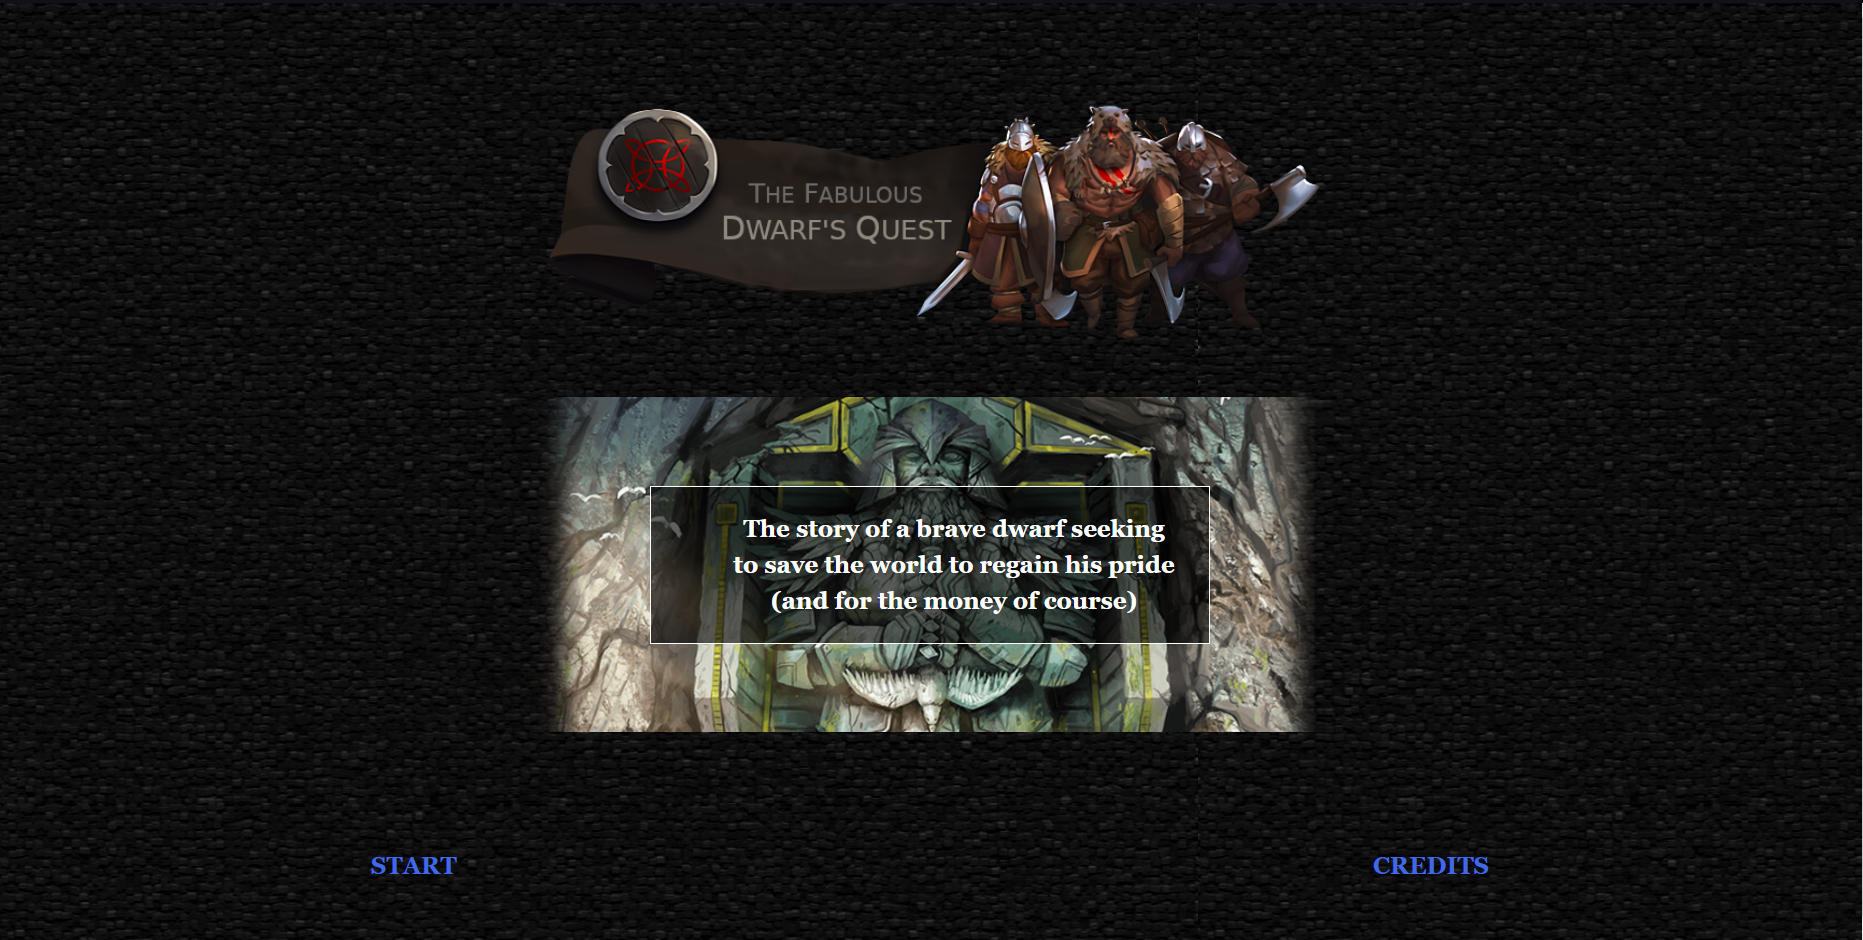 The Fabulous
Dwarf's Quest
The story of a brave dwarf seeking
to save the world to regain his pride
(and for the money of course)
START
CREDITS